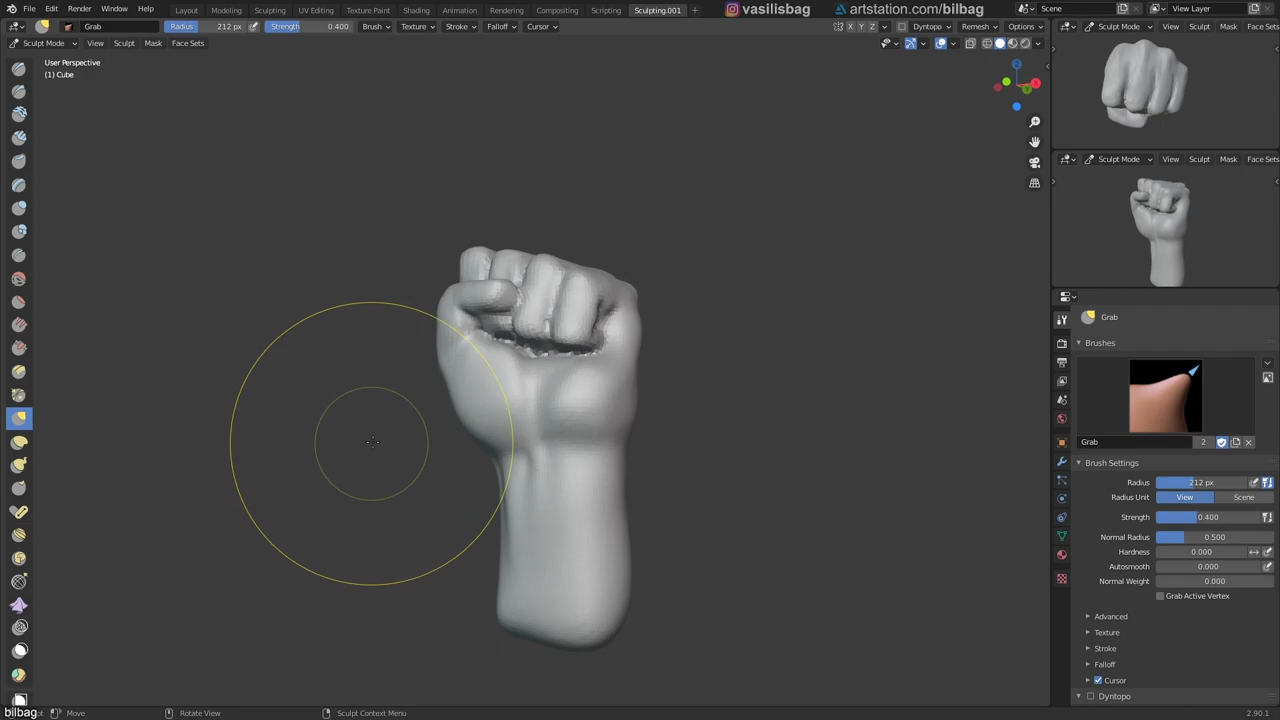 File Edit Render Window Help Layout Modeling Sculpting UV Editing Texture Paint Shading Animation Rendering Compositing Scripting Sculpting.001 + vasilisbag artstation.com/bilbag Scene View Layer
Grab Radius 212 px Strength 0.400 Brush Texture Stroke Falloff Cursor X Y Z Dyntopo Remesh Options Sculpt Mode View Sculpt Mask
Sculpt Mode View Sculpt Mask Face Sets
User Perspective
(1) Cube
Z
X
Y
Sculpt Mode View Sculpt Mask Face Sets
Grab
Brushes
Grab 2
Brush Settings
Radius 212 px
Radius Unit View Scene
Strength 0.400
Normal Radius 0.500
Hardness 0.000
Autosmooth 0.000
Normal Weight 0.000
Grab Active Vertex
Advanced
Texture
Stroke
Falloff
Cursor
Dyntopo
bilbag Move Rotate View Sculpt Context Menu 2.90.1